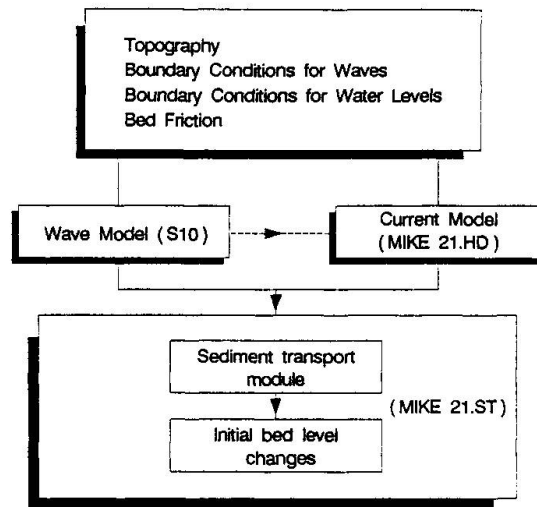 Topography
Boundary Conditions for Waves
Boundary Conditions for Water Levels
Bed Friction
Wave Model (S10)
Current Model
(MIKE 21.HD)
Sediment transport
module
(MIKE 21.ST)
Initial bed level
changes